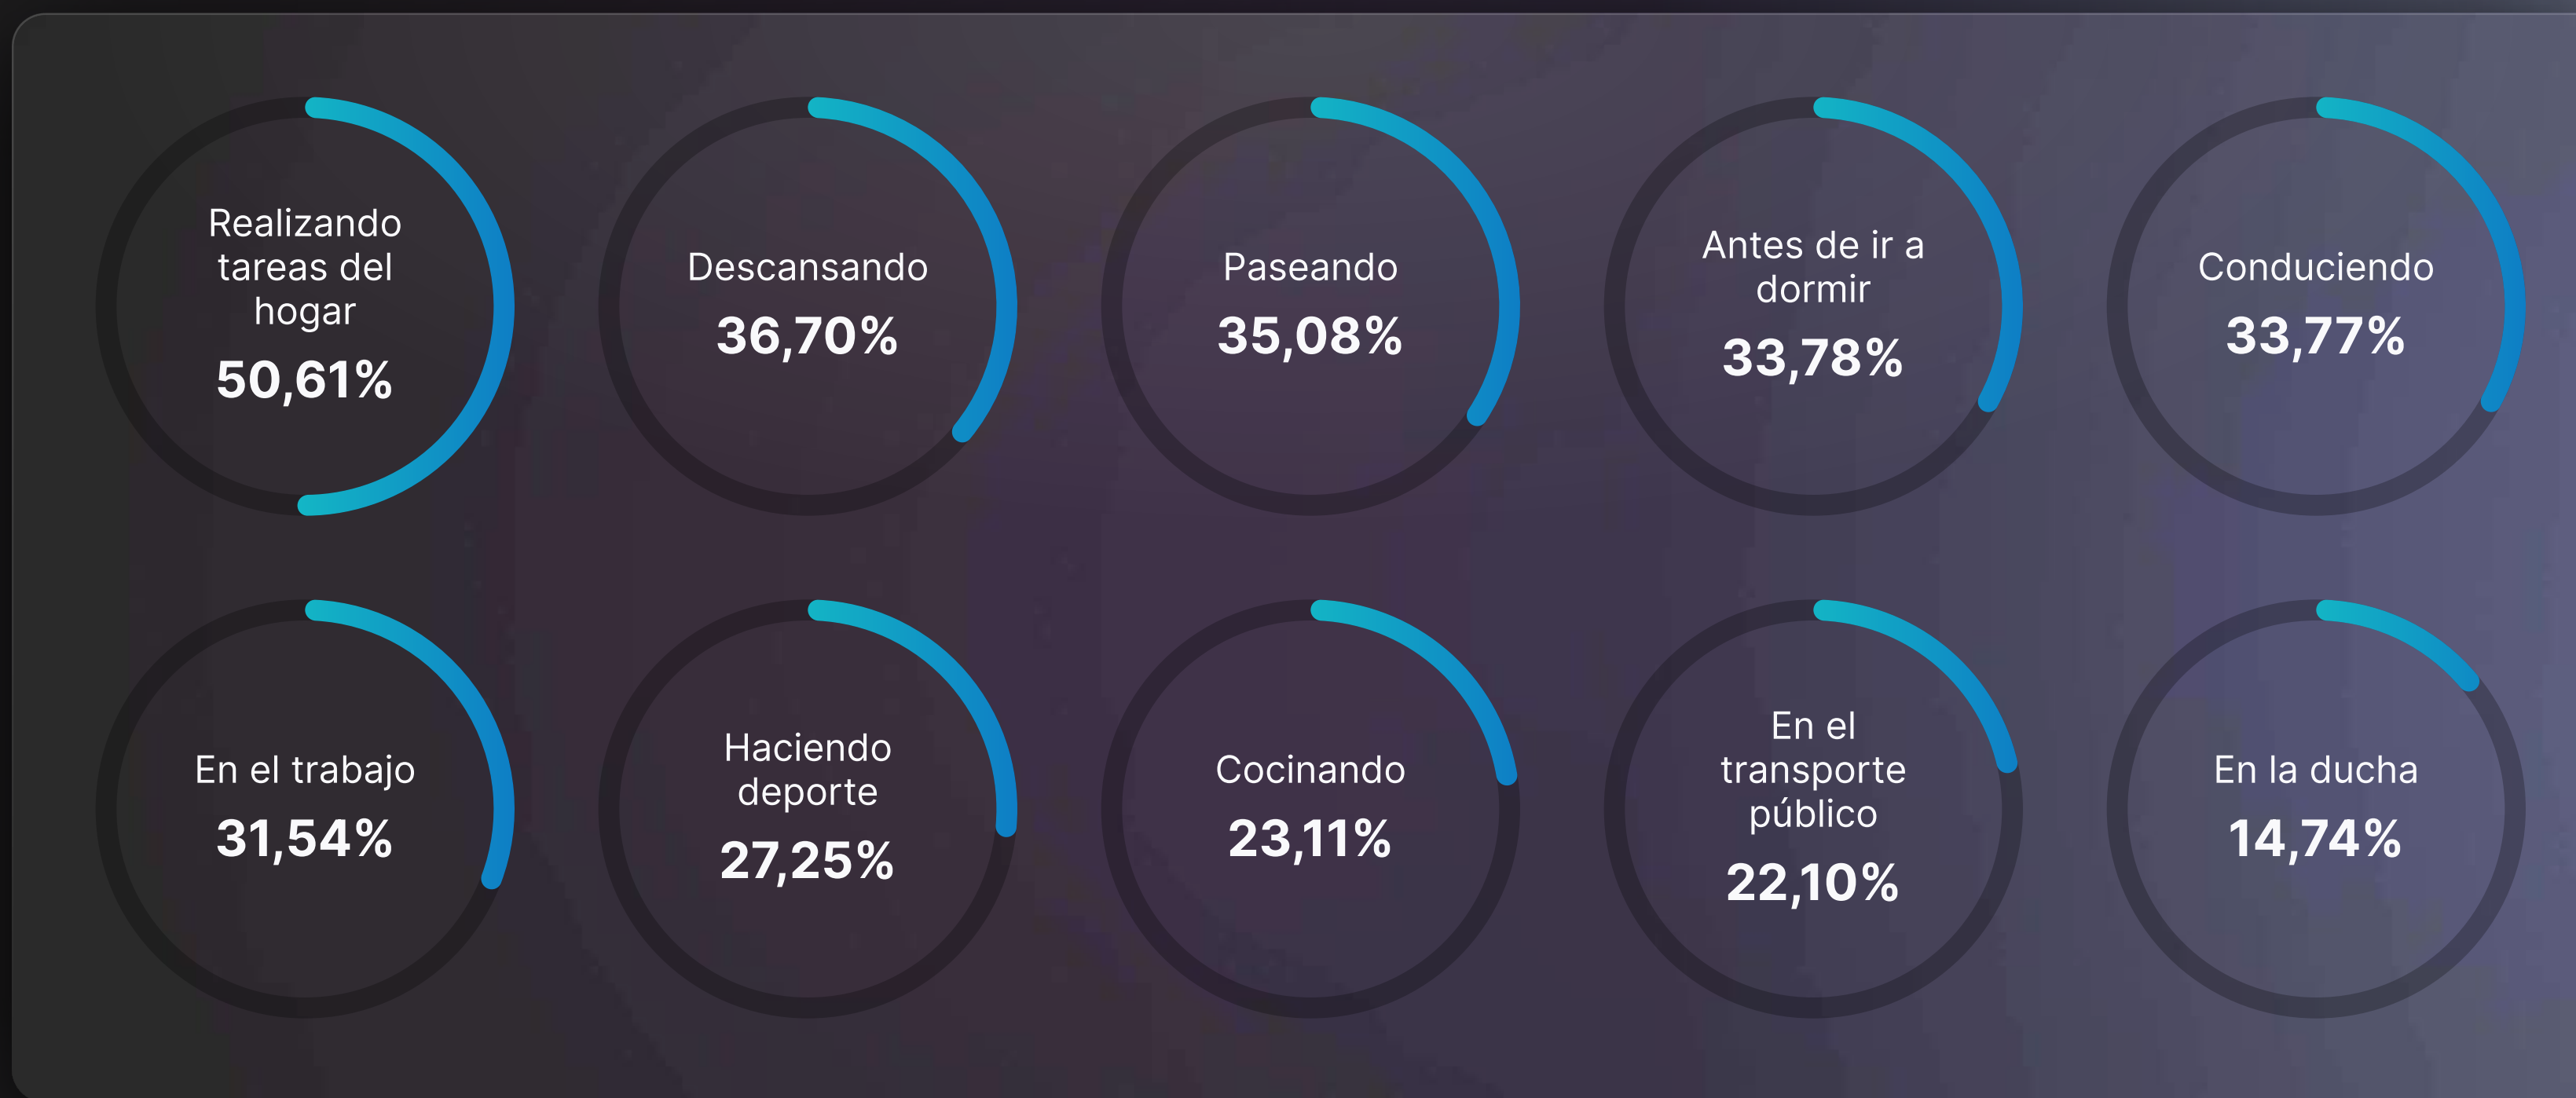 Realizando
tareas del
hogar
50,61%
Descansando
36,70%
Paseando
35,08%
Antes de ir a
dormir
33,78%
Conduciendo
33,77%
En el trabajo
31,54%
Haciendo
deporte
27,25%
Cocinando
23,11%
En el
transporte
público
22,10%
En la ducha
14,74%